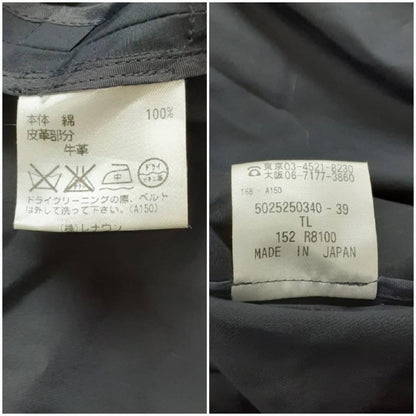 本体 綿 100%
皮革部分
牛革
ドライ
ドライクリーニングの際、ベルト
は外して洗って下さい。(A150)
(株)レナウン
☎東京03-4521-8230
大阪06-7177-3860
168 - A150
5025250340 - 39
TL
152 R8100
MADE IN JAPAN